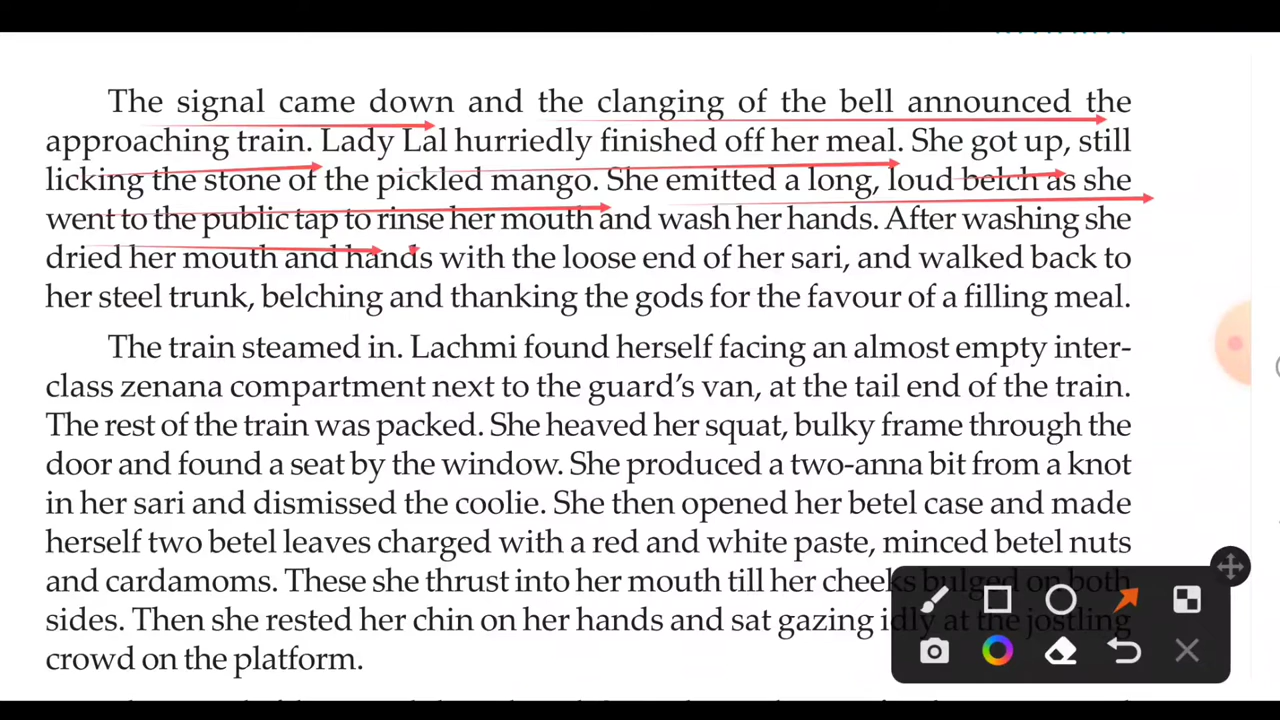 The signal came down and the clanging of the bell announced the
approaching train. Lady Lal hurriedly finished off her meal. She got up, still
licking the stone of the pickled mango. She emitted a long, loud belch as she
went to the public tap to rinse her mouth and wash her hands. After washing she
dried her mouth and hands with the loose end of her sari, and walked back to
her steel trunk, belching and thanking the gods for the favour of a filling meal.
The train steamed in. Lachmi found herself facing an almost empty inter-
class zenana compartment next to the guard's van, at the tail end of the train.
The rest of the train was packed. She heaved her squat, bulky frame through the
door and found a seat by the window. She produced a two-anna bit from a knot
in her sari and dismissed the coolie. She then opened her betel case and made
herself two betel leaves charged with a red and white paste, minced betel nuts
and cardamoms. These she thrust into her mouth till her cheeks bulged on both
sides. Then she rested her chin on her hands and sat gazing idly at the jostling
crowd on the platform.